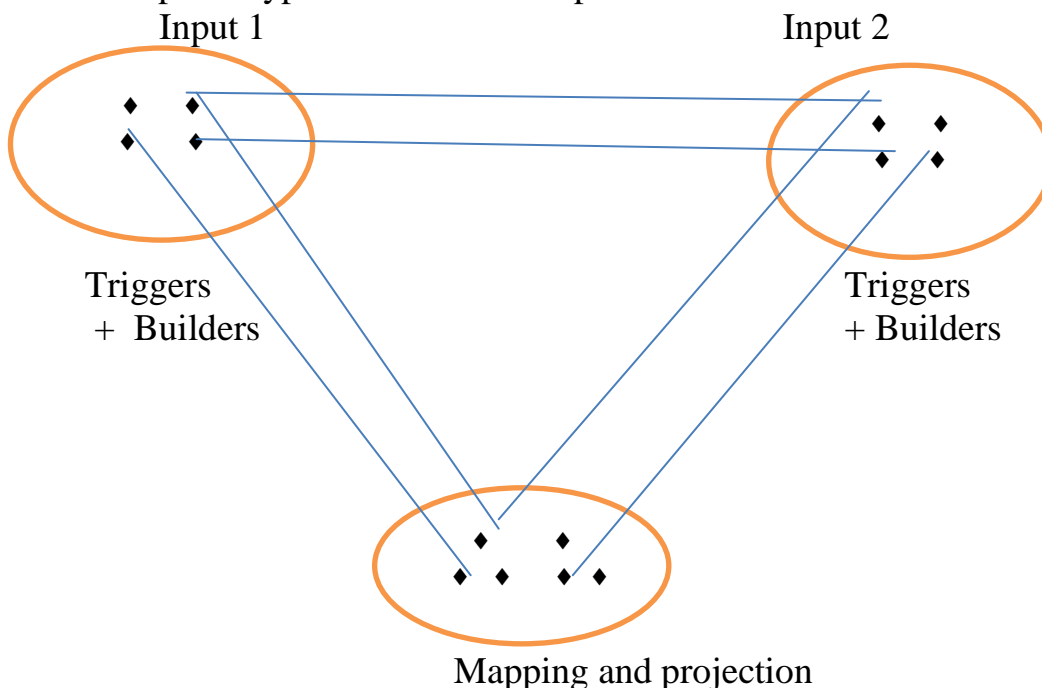 Input 1
Input 2
Triggers
+ Builders
Triggers
+ Builders
Mapping and projection